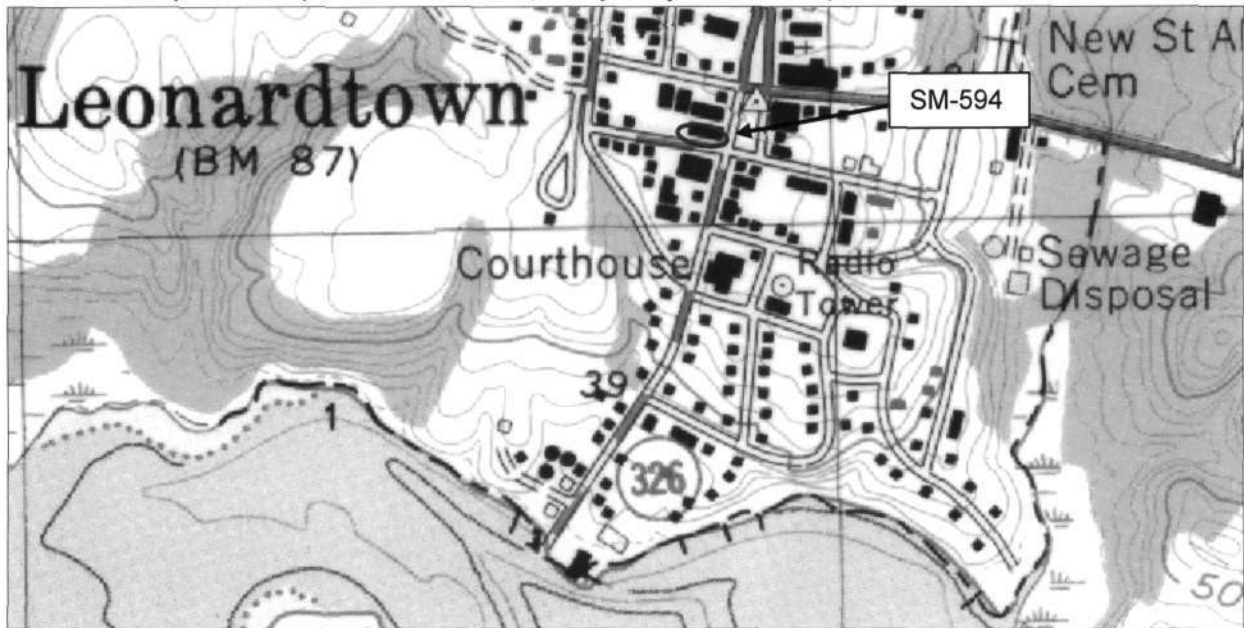 New St Al
Cem
SM-594
Leonardtown
(BM 87)
Courthouse
Radio
Tower
Sewage
Disposal
39
1
326
50